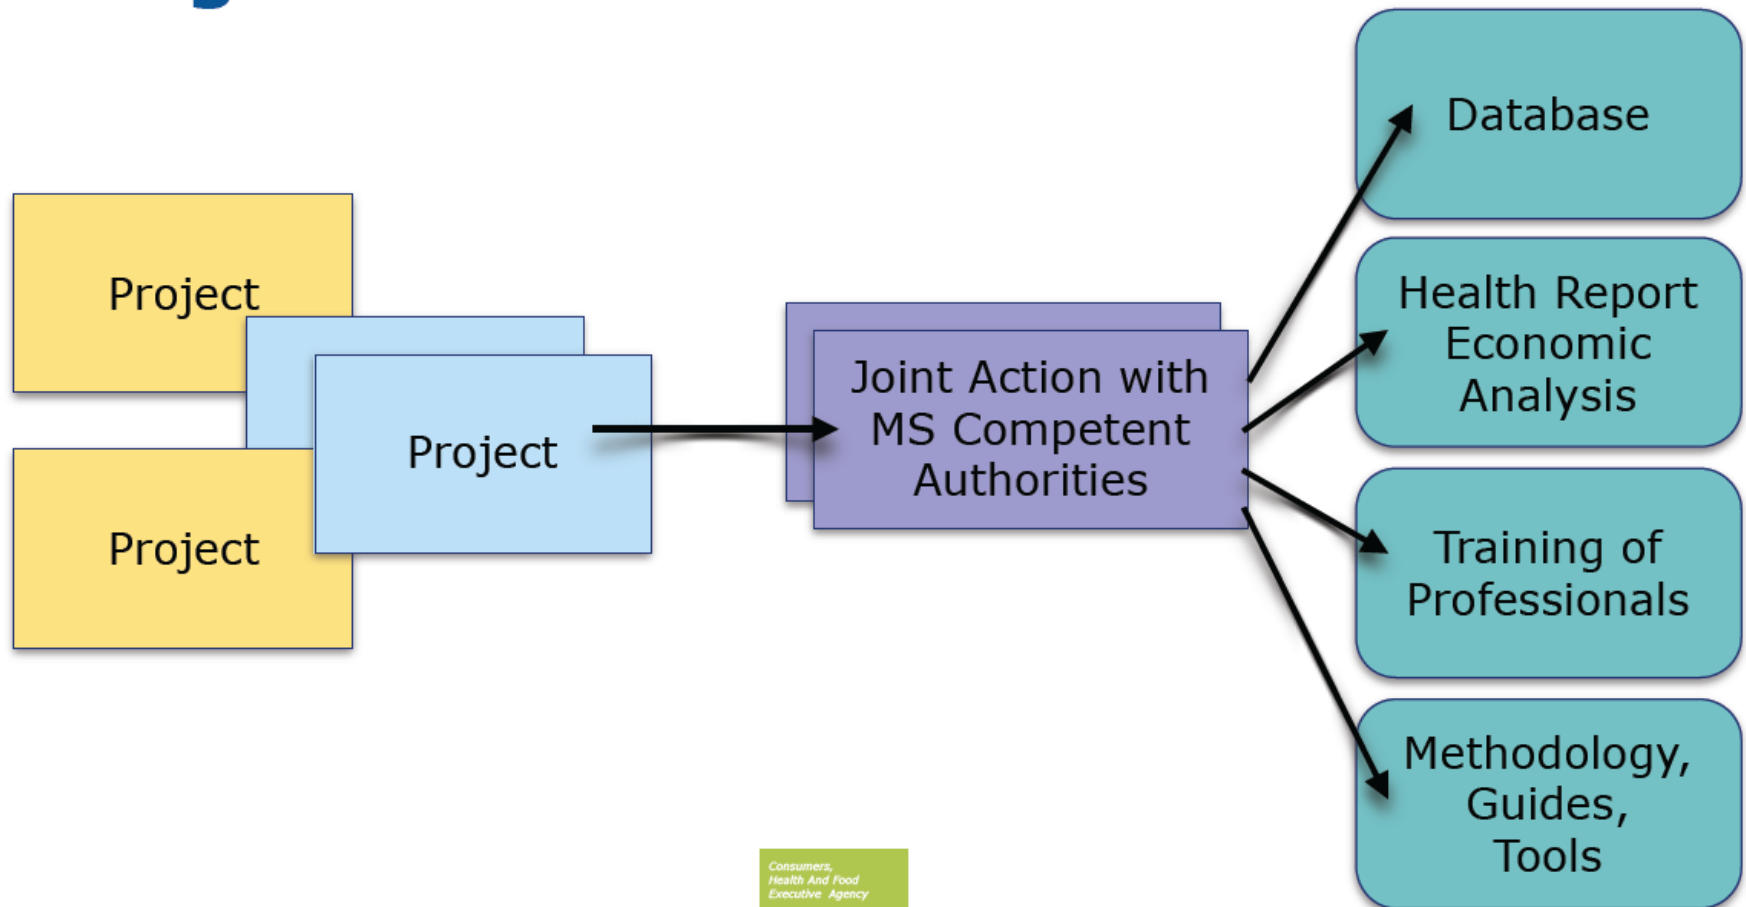 Project
Project
Project
Joint Action with
MS Competent
Authorities
Database
Health Report
Economic
Analysis
Training of
Professionals
Methodology,
Guides,
Tools
Consumers,
Health And Food
Executive Agency